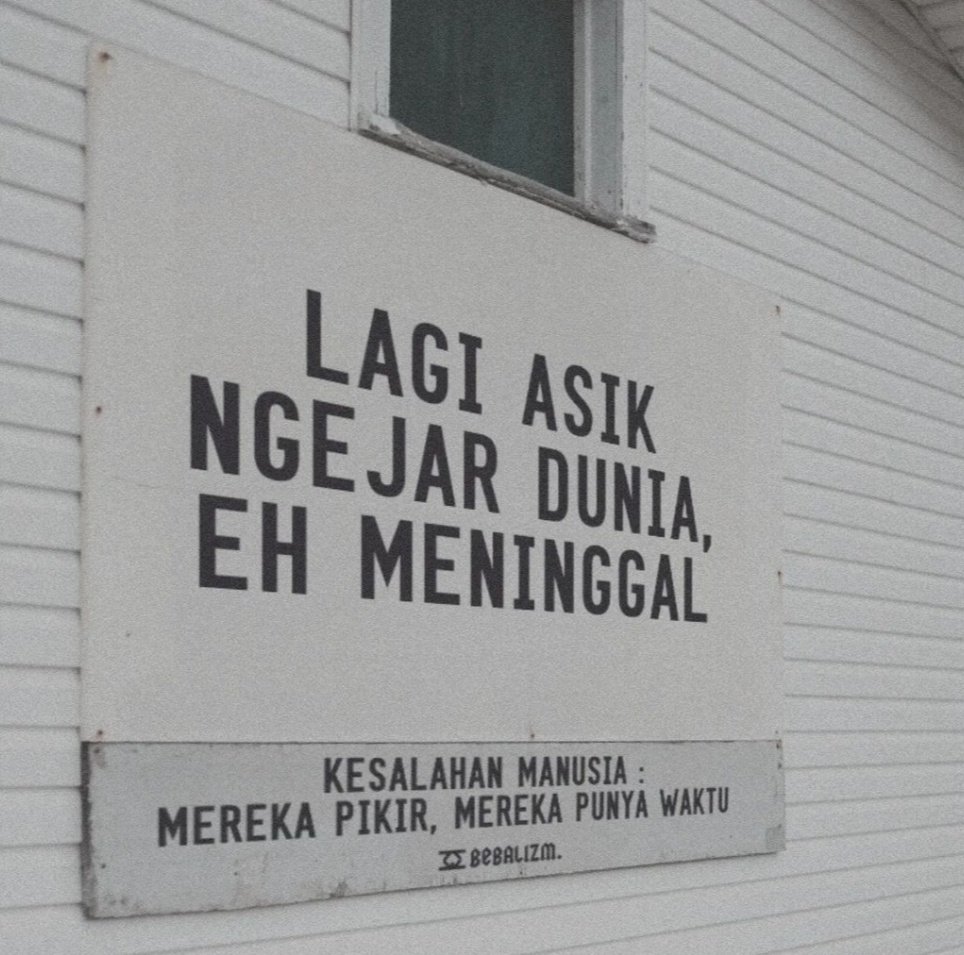 LAGI ASIK
NGEJAR DUNIA,
EH MENINGGAL
KESALAHAN MANUSIA :
MEREKA PIKIR, MEREKA PUNYA WAKTU
BEBALIZM.